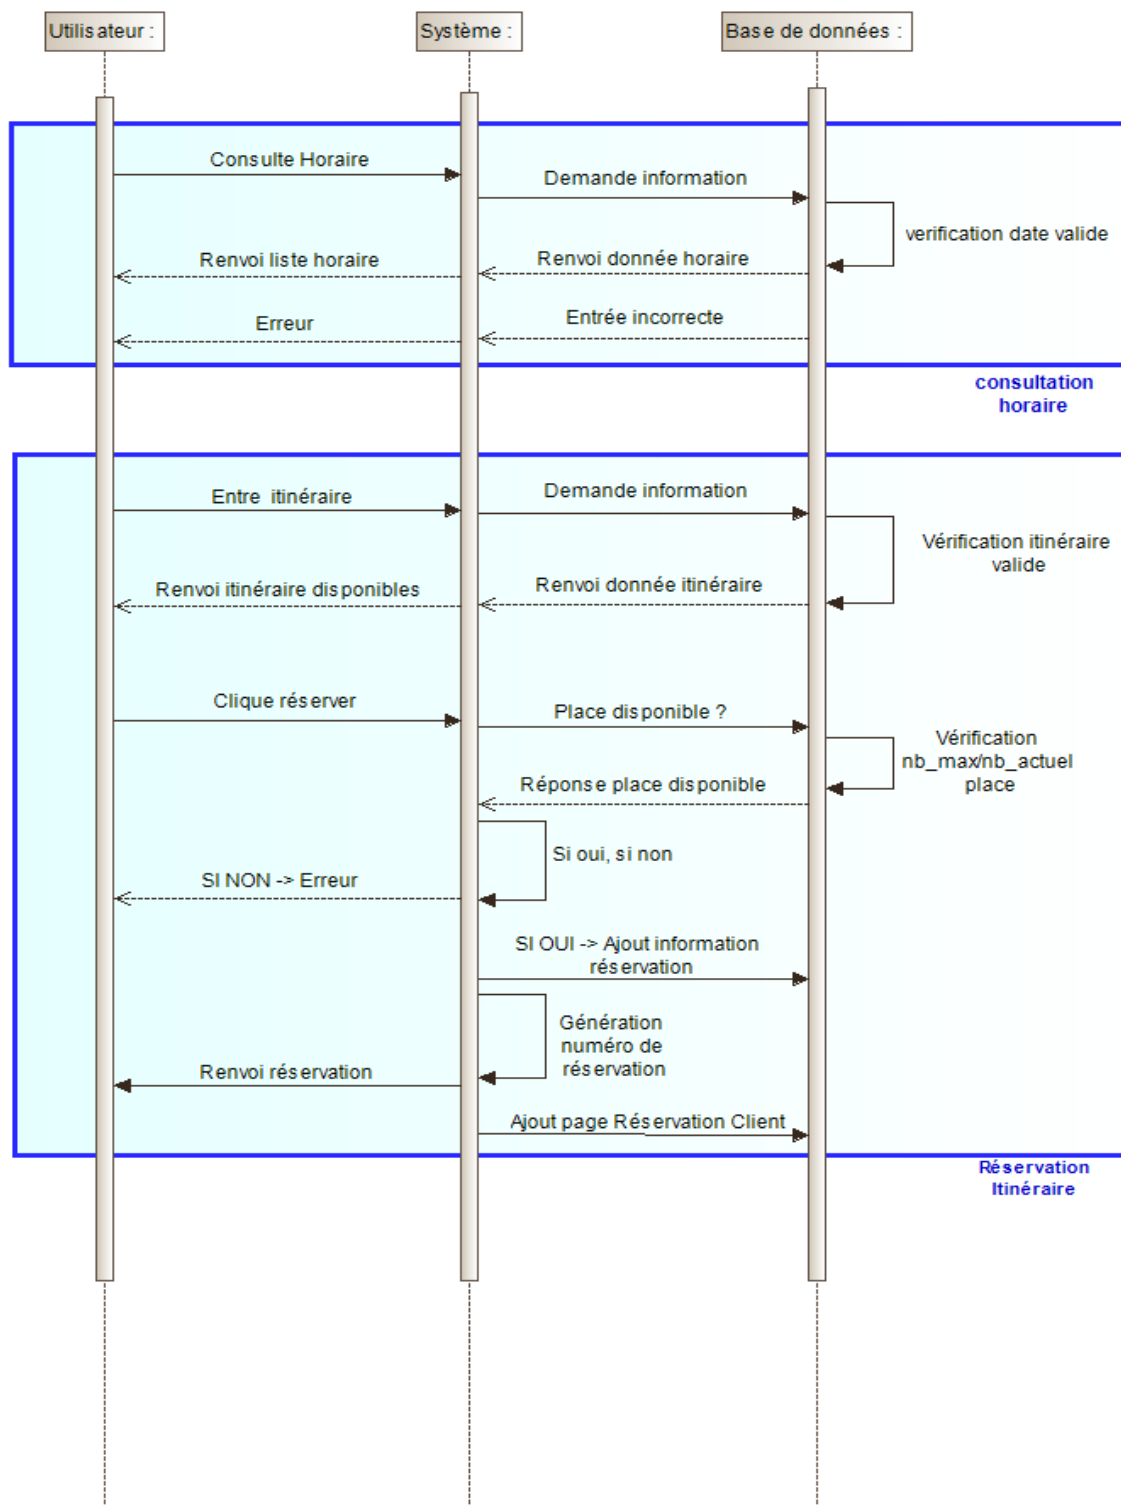 Utilisateur :
Système :
Base de données :
Consulte Horaire
Demande information
verification date valide
Renvoi liste horaire
Renvoi donnée horaire
Erreur
Entrée incorrecte
consultation
horaire
Entre itinéraire
Demande information
Vérification itinéraire
valide
Renvoi itinéraire disponibles
Renvoi donnée itinéraire
Clique réserver
Place disponible ?
Vérification
nb_max/nb_actuel
place
Réponse place disponible
Si oui, si non
SI NON -> Erreur
SI OUI -> Ajout information
réservation
Génération
numéro de
réservation
Renvoi réservation
Ajout page Réservation Client
Réservation
Itinéraire